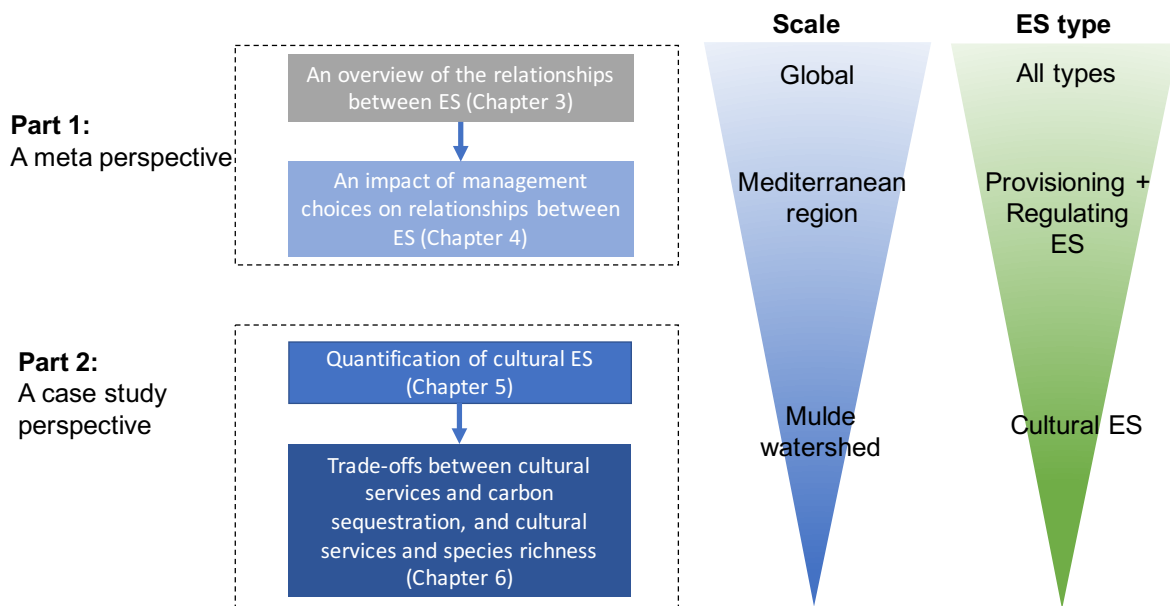 Part 1:
A meta perspective
An overview of the relationships
between ES (Chapter 3)
An impact of management
choices on relationships between
ES (Chapter 4)
Part 2:
A case study
perspective
Quantification of cultural ES
(Chapter 5)
Trade-offs between cultural
services and carbon
sequestration, and cultural
services and species richness
(Chapter 6)
Scale
Global
Mediterranean
region
Mulde
watershed
ES type
All types
Provisioning +
Regulating
ES
Cultural ES